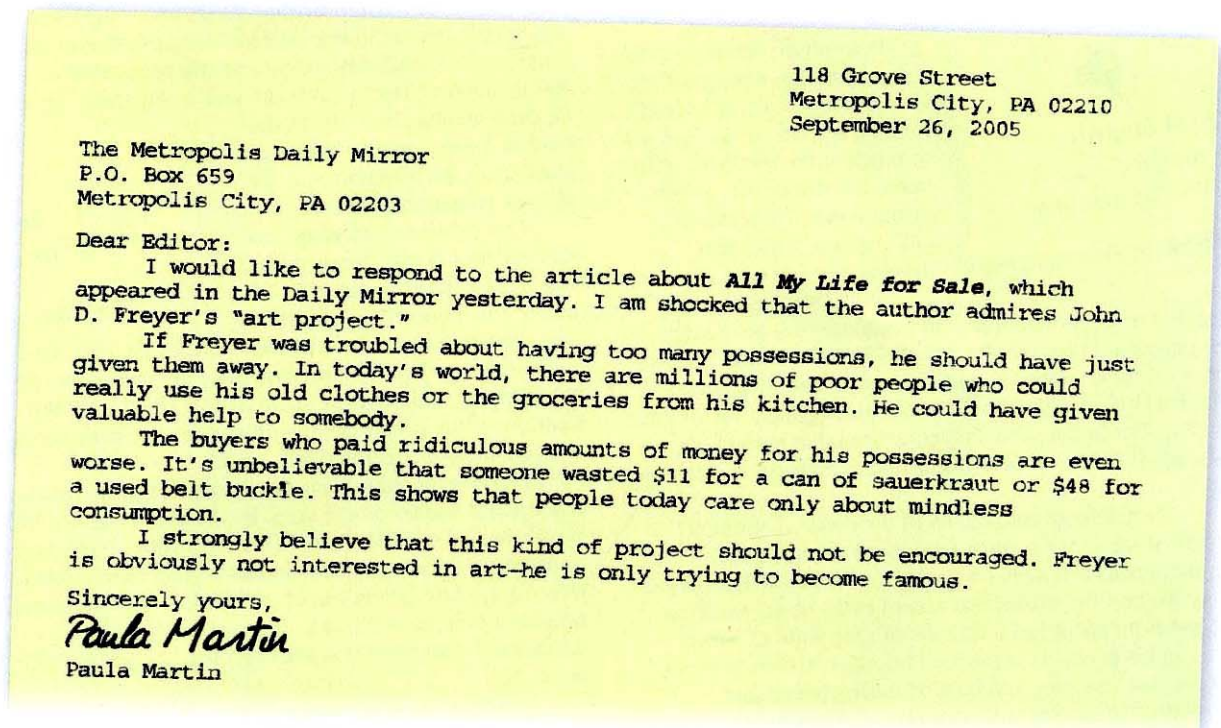 118 Grove Street
Metropolis City, PA 02210
September 26, 2005
The Metropolis Daily Mirror
P.O. Box 659
Metropolis City, PA 02203
Dear Editor:
I would like to respond to the article about All My Life for Sale, which
appeared in the Daily Mirror yesterday. I am shocked that the author admires John
D. Freyer's "art project."
If Freyer was troubled about having too many possessions, he should have just
given them away. In today's world, there are millions of poor people who could
really use his old clothes or the groceries from his kitchen. He could have given
valuable help to somebody.
The buyers who paid ridiculous amounts of money for his possessions are even
worse. It's unbelievable that someone wasted $11 for a can of sauerkraut or $48 for
a used belt buckle. This shows that people today care only about mindless
consumption.
I strongly believe that this kind of project should not be encouraged. Freyer
is obviously not interested in art—he is only trying to become famous.
Sincerely yours,
Paula Martin
Paula Martin